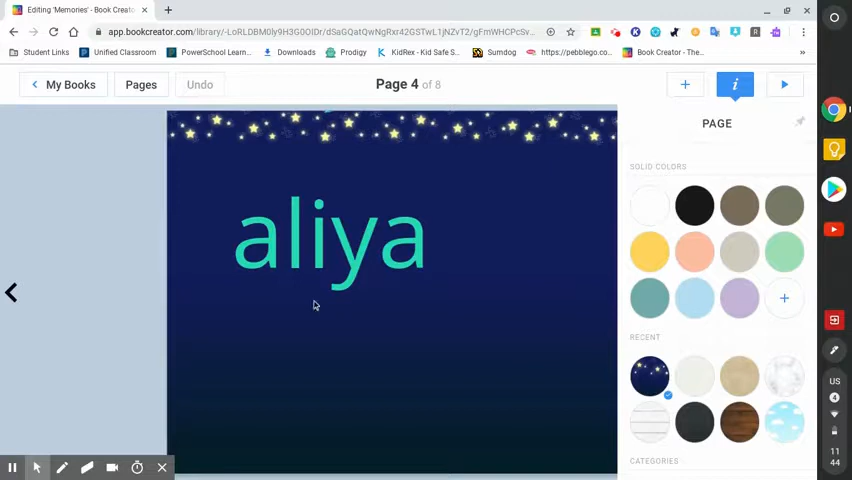 Editing 'Memories' - Book Creato
app.bookcreator.com/library/-LoRLDBM0ly9H3G0OIDr/dSaGQatQwNgRxr42GSTwL1jNZvT2/gFmWHCPcSv...
Student Links
Unified Classroom
PowerSchool Learn...
Downloads
Prodigy
KidRex - Kid Safe S...
Sumdog
https://pebblego.c...
Book Creator - The...
»
My Books
Pages
Undo
Page 4 of 8
PAGE
SOLID COLORS
aliya
RECENT
CATEGORIES
US
4
11
44